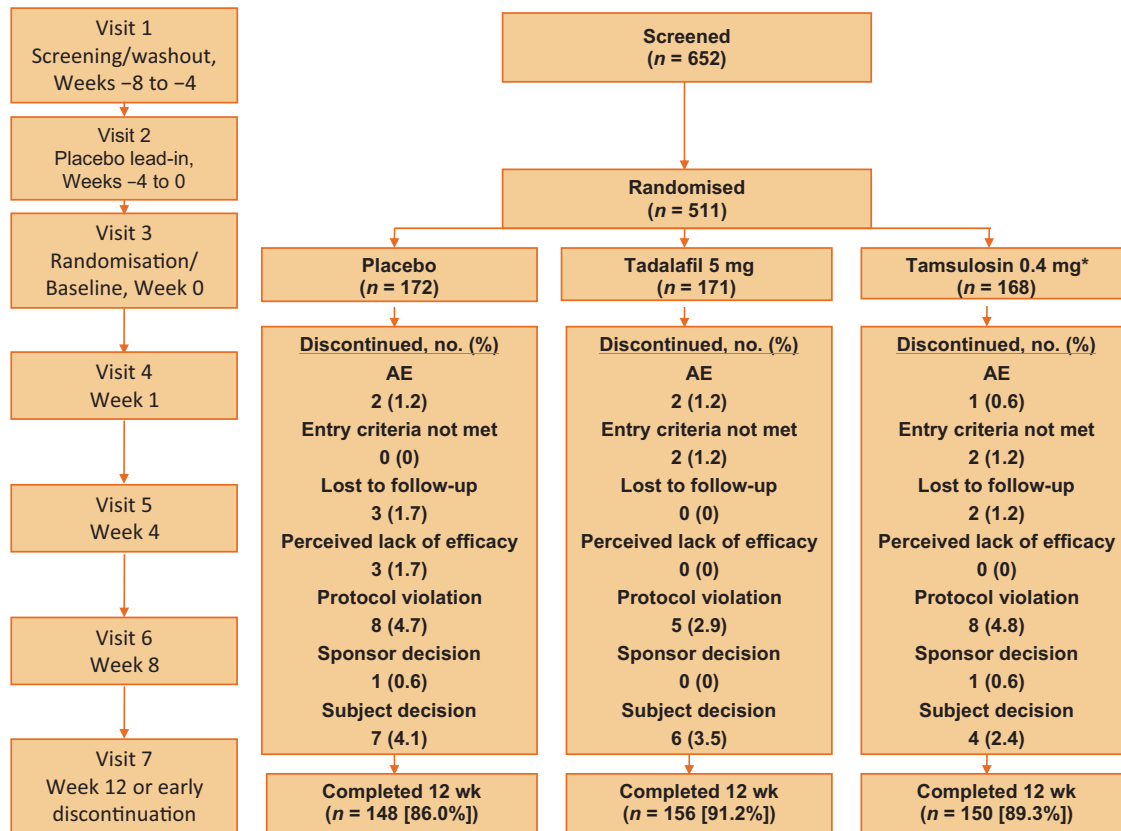 Visit 1
Screening/washout,
Weeks −8 to −4
Visit 2
Placebo lead-in,
Weeks −4 to 0
Visit 3
Randomisation/
Baseline, Week 0
Visit 4
Week 1
Visit 5
Week 4
Visit 6
Week 8
Visit 7
Week 12 or early
discontinuation
Screened
(n = 652)
Randomised
(n = 511)
Placebo
(n = 172)
Discontinued, no. (%)
AE
2 (1.2)
Entry criteria not met
0 (0)
Lost to follow-up
3 (1.7)
Perceived lack of efficacy
3 (1.7)
Protocol violation
8 (4.7)
Sponsor decision
1 (0.6)
Subject decision
7 (4.1)
Completed 12 wk
(n = 148 [86.0%])
Tadalafil 5 mg
(n = 171)
Discontinued, no. (%)
AE
2 (1.2)
Entry criteria not met
2 (1.2)
Lost to follow-up
0 (0)
Perceived lack of efficacy
0 (0)
Protocol violation
5 (2.9)
Sponsor decision
0 (0)
Subject decision
6 (3.5)
Completed 12 wk
(n = 156 [91.2%])
Tamsulosin 0.4 mg*
(n = 168)
Discontinued, no. (%)
AE
1 (0.6)
Entry criteria not met
2 (1.2)
Lost to follow-up
2 (1.2)
Perceived lack of efficacy
0 (0)
Protocol violation
8 (4.8)
Sponsor decision
1 (0.6)
Subject decision
4 (2.4)
Completed 12 wk
(n = 150 [89.3%])